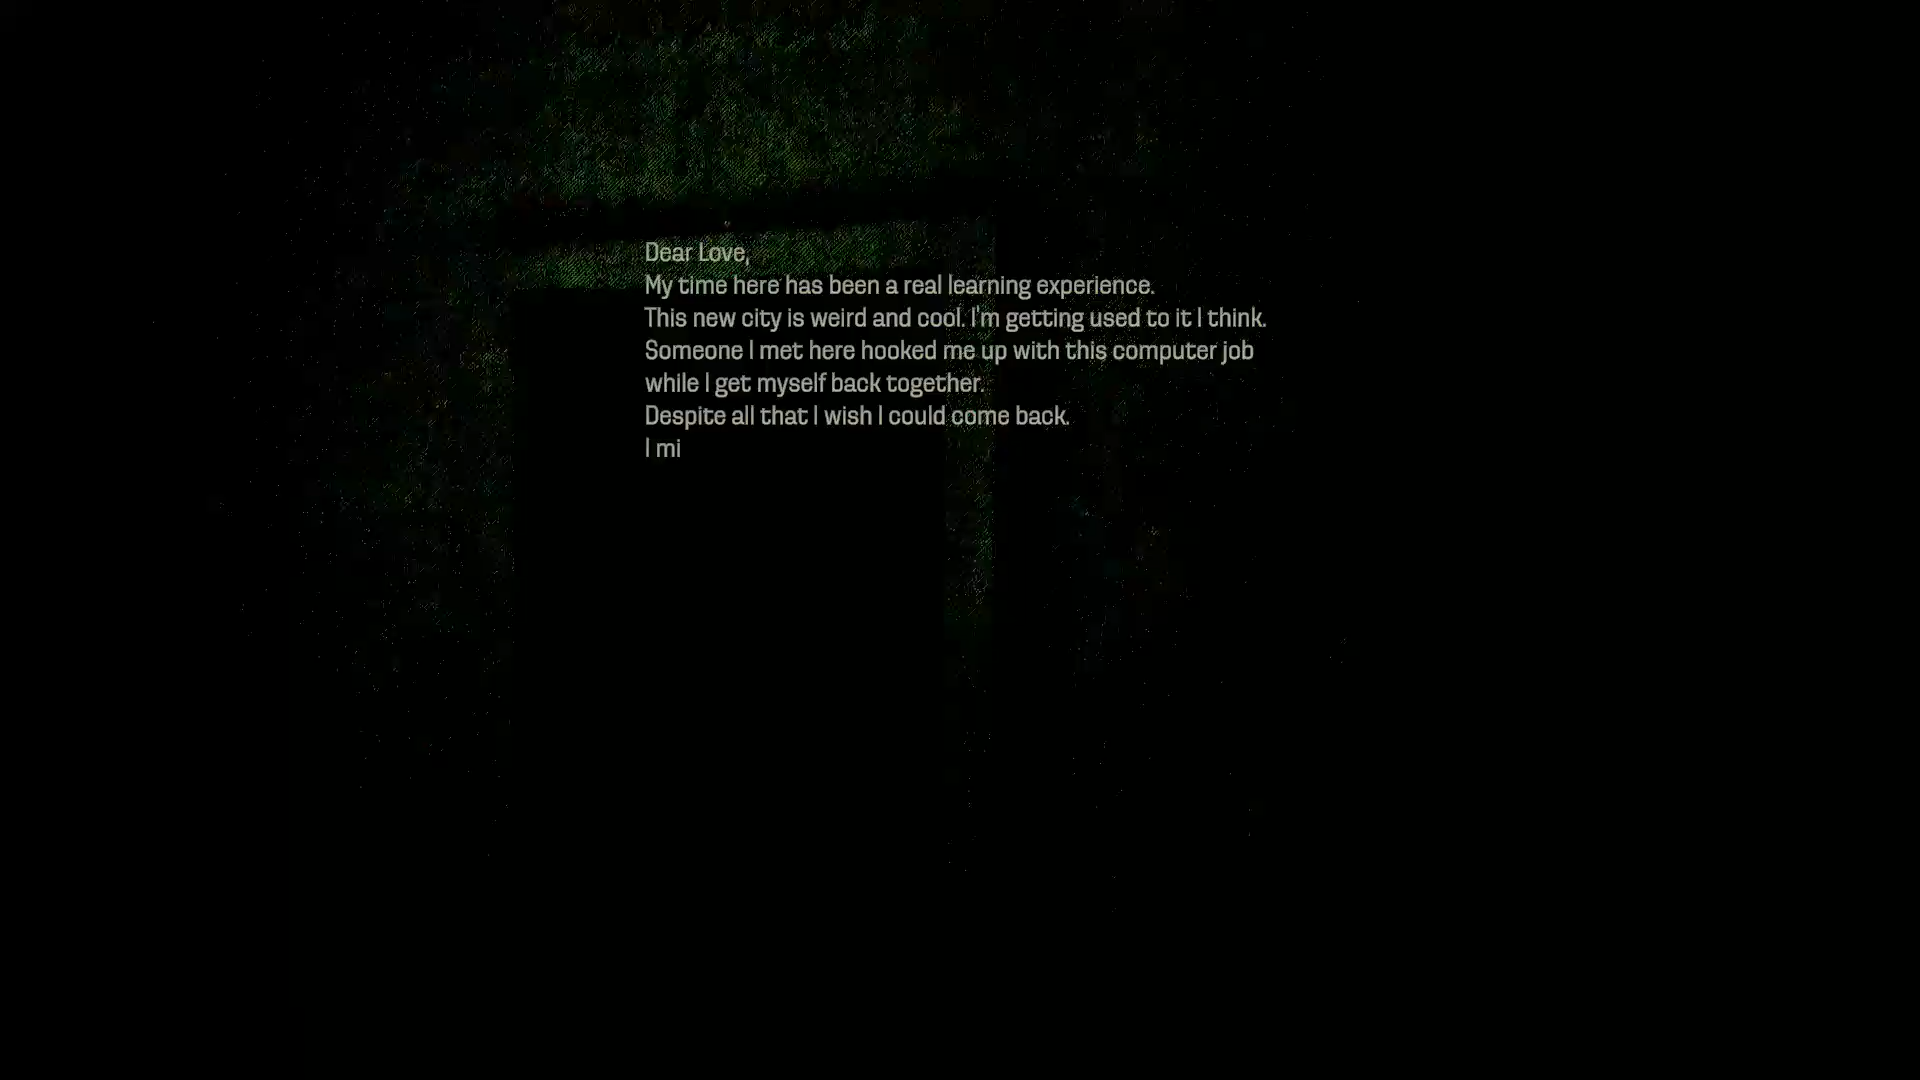 Dear Love,
My time here has been a real learning experience.
This new city is weird and cool. I'm getting used to it I think.
Someone I met here hooked me up with this computer job
while I get myself back together.
Despite all that I wish I could come back.
I mi